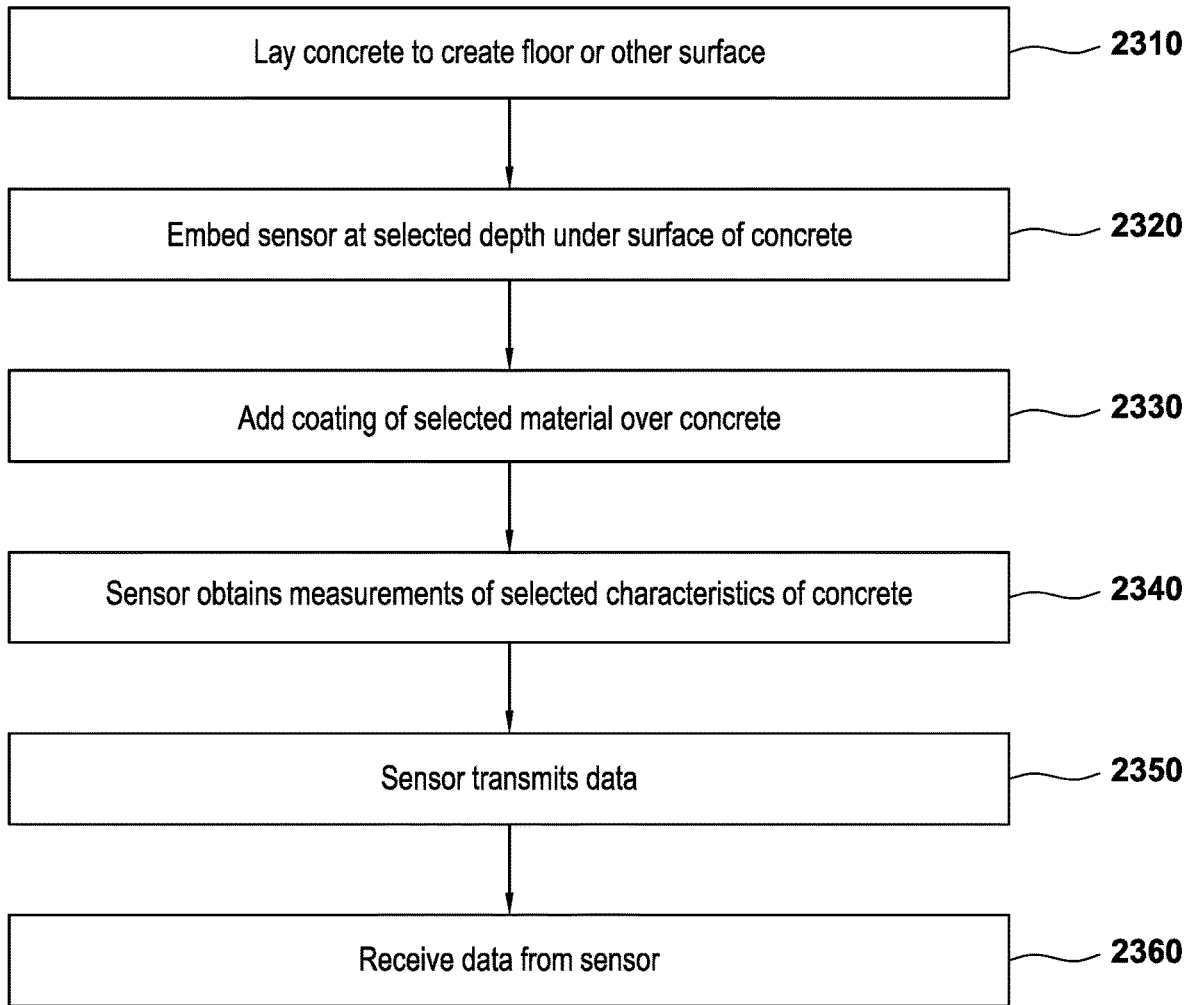 Lay concrete to create floor or other surface
2310
Embed sensor at selected depth under surface of concrete
2320
Add coating of selected material over concrete
2330
Sensor obtains measurements of selected characteristics of concrete
2340
Sensor transmits data
2350
Receive data from sensor
2360